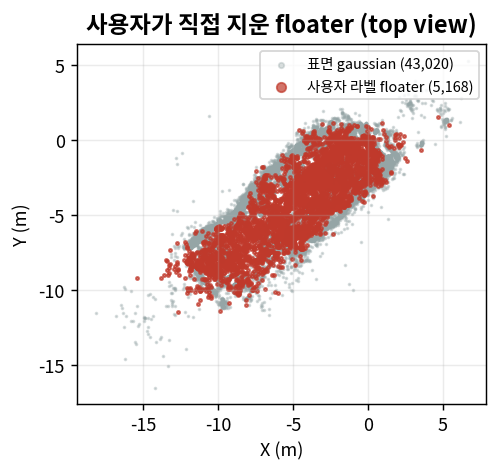 사용자가 직접 지운 floater (top view)
표면 gaussian (43,020)
사용자 라벨 floater (5,168)
5
0
-5
-10
-15
Y (m)
-15 -10 -5 0 5
X (m)